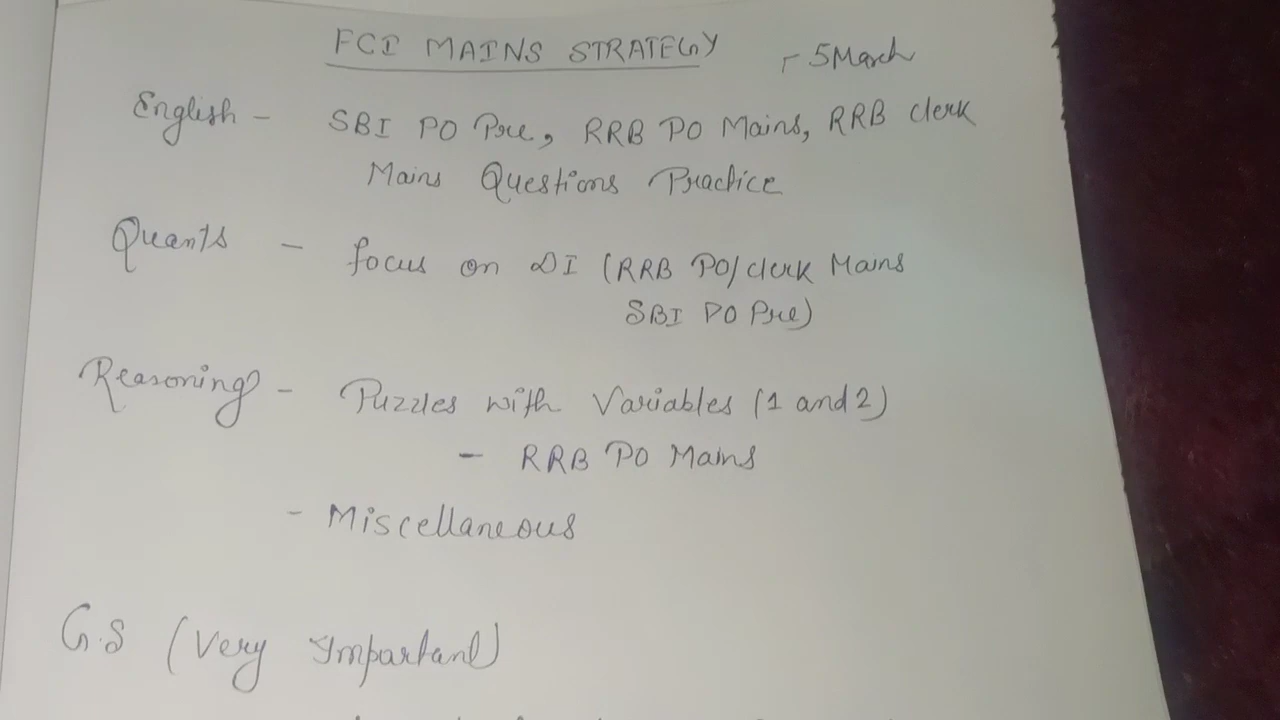 FCI MAINS STRATEGY - 5 March
English - SBI PO Pre, RRB PO Mains, RRB Clerk
Mains Questions Practice
Quants - focus on DI (RRB PO/Clerk Mains
SBI PO Pre)
Reasoning - Puzzles with Variables (1 and 2)
- RRB PO Mains
- Miscellaneous
G.S (Very Important)